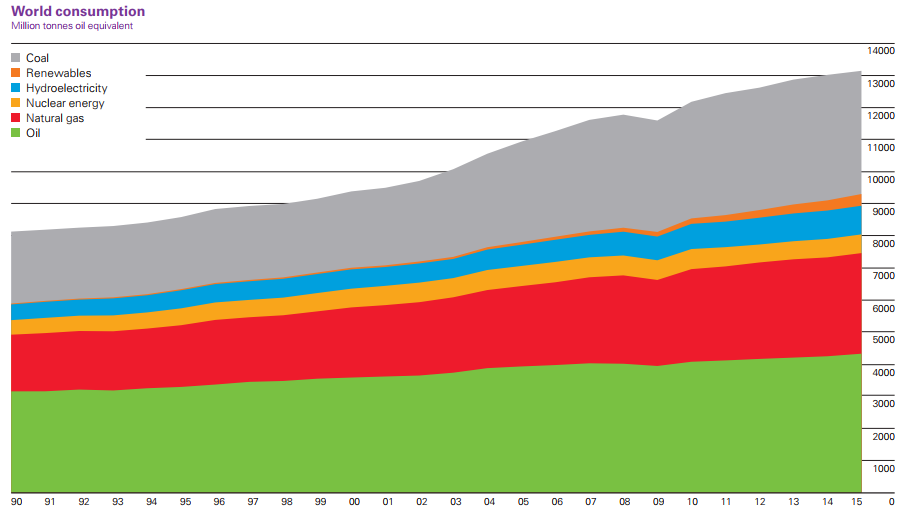 World consumption
Million tonnes oil equivalent
Coal
Renewables
Hydroelectricity
Nuclear energy
Natural gas
Oil
14000
13000
12000
11000
10000
9000
8000
7000
6000
5000
4000
3000
2000
1000
90 91 92 93 94 95 96 97 98 99 00 01 02 03 04 05 06 07 08 09 10 11 12 13 14 15 0